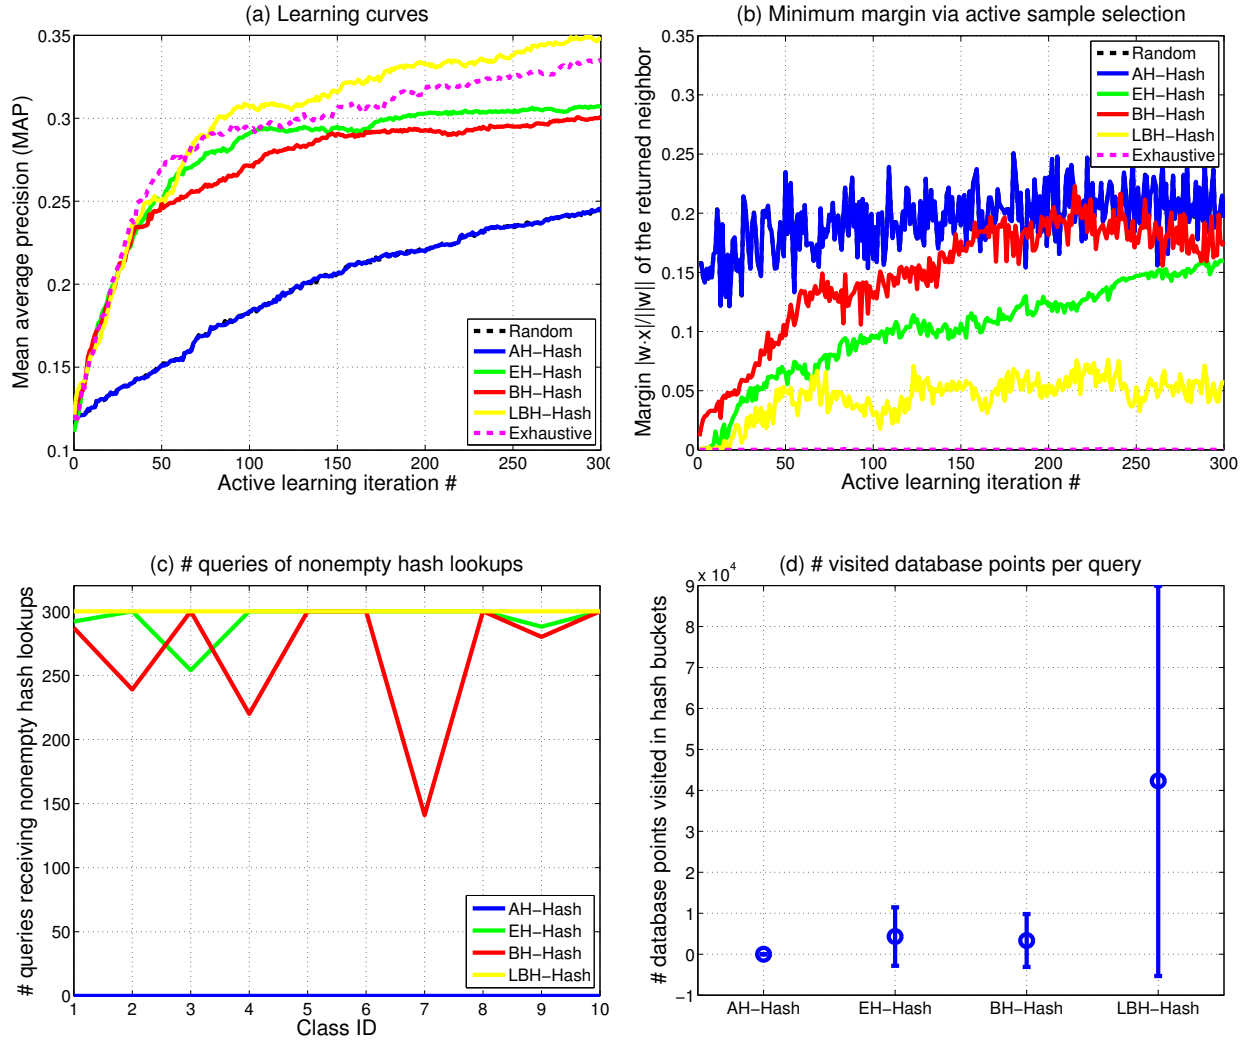 (a) Learning curves
Mean average precision (MAP)
0.35
0.3
0.25
0.2
0.15
0.1
0 50 100 150 200 250 300
Active learning iteration #
Random
AH−Hash
EH−Hash
BH−Hash
LBH−Hash
Exhaustive
(b) Minimum margin via active sample selection
Margin |w·x|/||w|| of the returned neighbor
0.35
0.3
0.25
0.2
0.15
0.1
0.05
0
0 50 100 150 200 250 300
Active learning iteration #
Random
AH−Hash
EH−Hash
BH−Hash
LBH−Hash
Exhaustive
(c) # queries of nonempty hash lookups
# queries receiving nonempty hash lookups
300
250
200
150
100
50
0
1 2 3 4 5 6 7 8 9 10
Class ID
AH−Hash
EH−Hash
BH−Hash
LBH−Hash
(d) # visited database points per query
x 10^4
# database points visited in hash buckets
9
8
7
6
5
4
3
2
1
0
−1
AH−Hash EH−Hash BH−Hash LBH−Hash